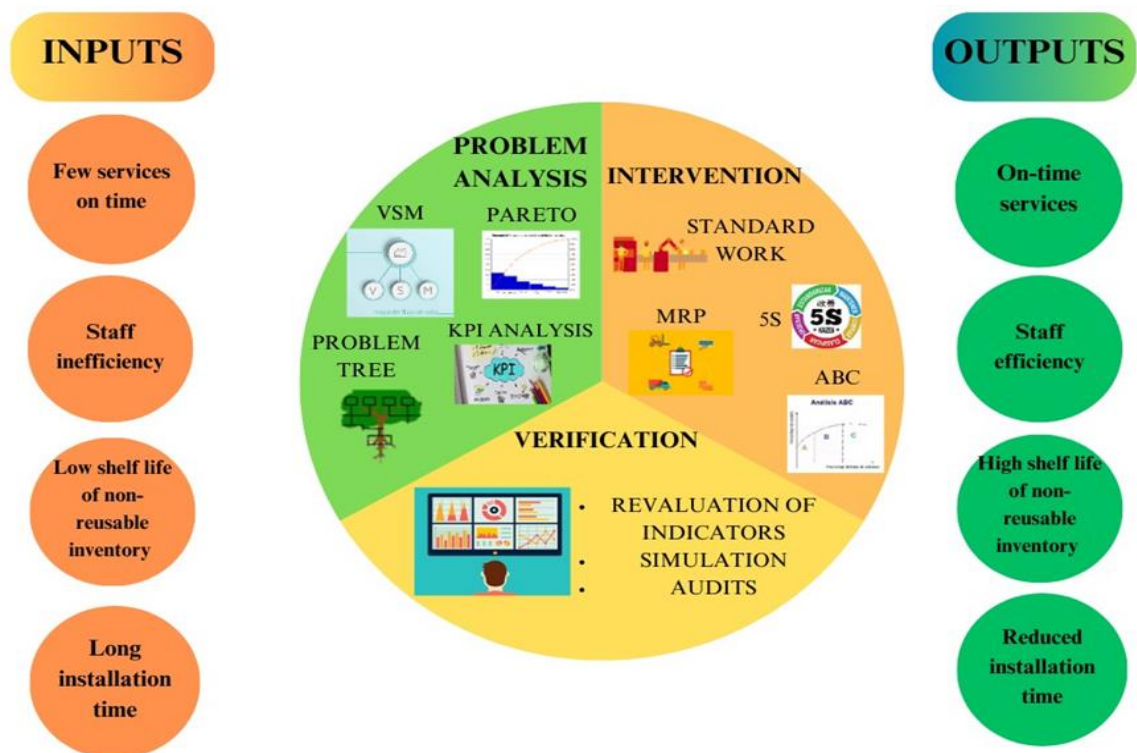 INPUTS
Few services
on time
Staff
inefficiency
Low shelf life
of non-
reusable
inventory
Long
installation
time
PROBLEM
ANALYSIS
VSM
PARETO
V S M
PROBLEM
TREE
KPI ANALYSIS
KPI
INTERVENTION
STANDARD
WORK
MRP
5S
改善
5S
KAIZEN
ABC
Análisis ABC
A
B
C
VERIFICATION
• REVALUATION OF
INDICATORS
• SIMULATION
• AUDITS
OUTPUTS
On-time
services
Staff
efficiency
High shelf life
of non-
reusable
inventory
Reduced
installation
time